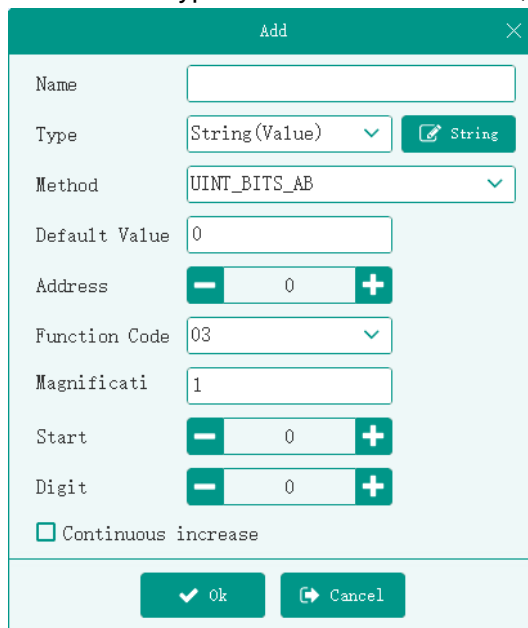 Add
Name
Type String(Value) String
Method UINT_BITS_AB
Default Value 0
Address 0
Function Code 03
Magnificati 1
Start 0
Digit 0
Continuous increase
Ok Cancel